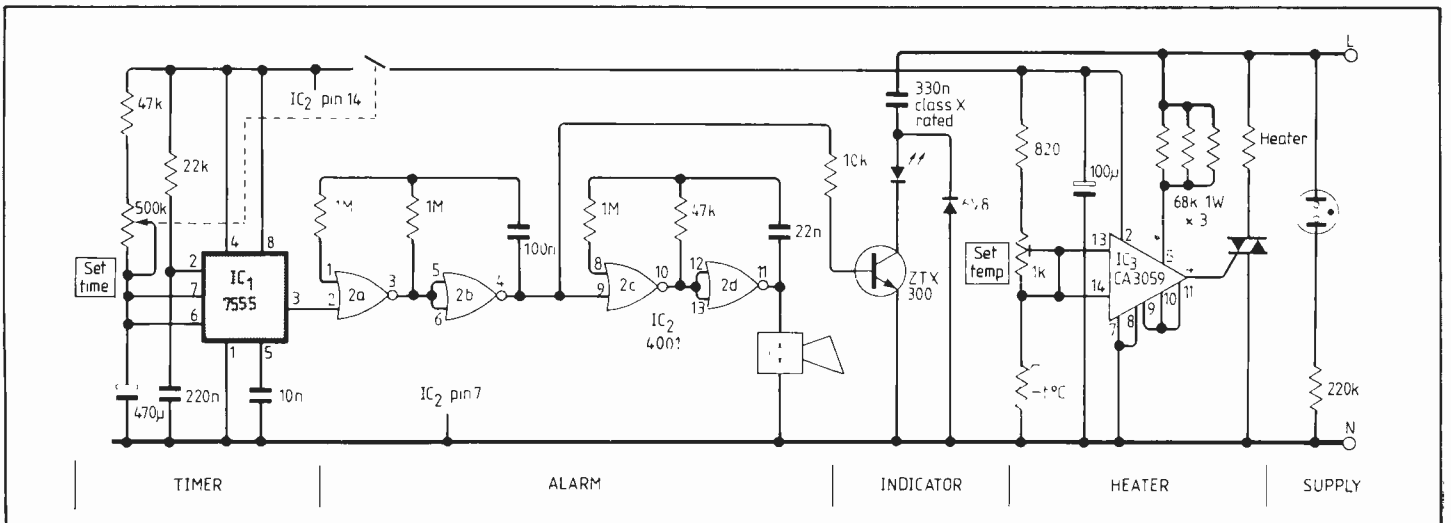 L
47k
IC2 pin 14
330n
class X
rated
22k
820
100μ
Heater
10k
500k
68k 1W
× 3
1M
1M
1M
47k
6V8
100n
22n
Set
time
4
8
2
IC1
7555
7
6
3
1
5
1
2
2a
3
5
6
2b
4
8
9
2c
10
12
13
2d
11
IC2
4001
ZTX
300
Set
temp
1k
13
2
14
IC3
CA3059
5
4
7
8
9
10
11
470μ
220n
10n
IC2 pin 7
-t°C
220k
N
TIMER
ALARM
INDICATOR
HEATER
SUPPLY